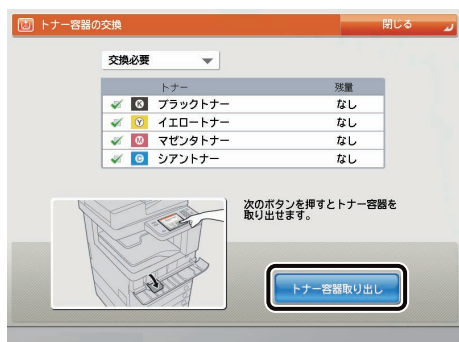 トナー容器の交換
閉じる
交換必要
トナー 残量
K ブラックトナー なし
Y イエロートナー なし
M マゼンタトナー なし
C シアントナー なし
次のボタンを押すとトナー容器を
取り出せます。
トナー容器取り出し